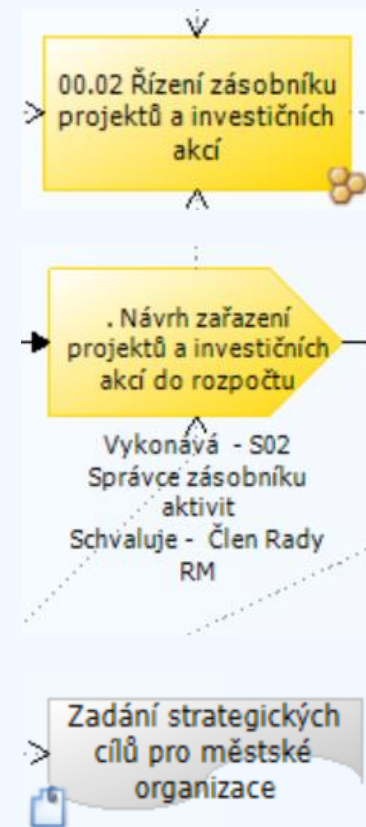 00.02 Řízení zásobníku
projektů a investičních
akcí
. Návrh zařazení
projektů a investičních
akcí do rozpočtu
Vykonává - S02
Správce zásobníku
aktivit
Schvaluje - Člen Rady
RM
Zadání strategických
cílů pro městské
organizace